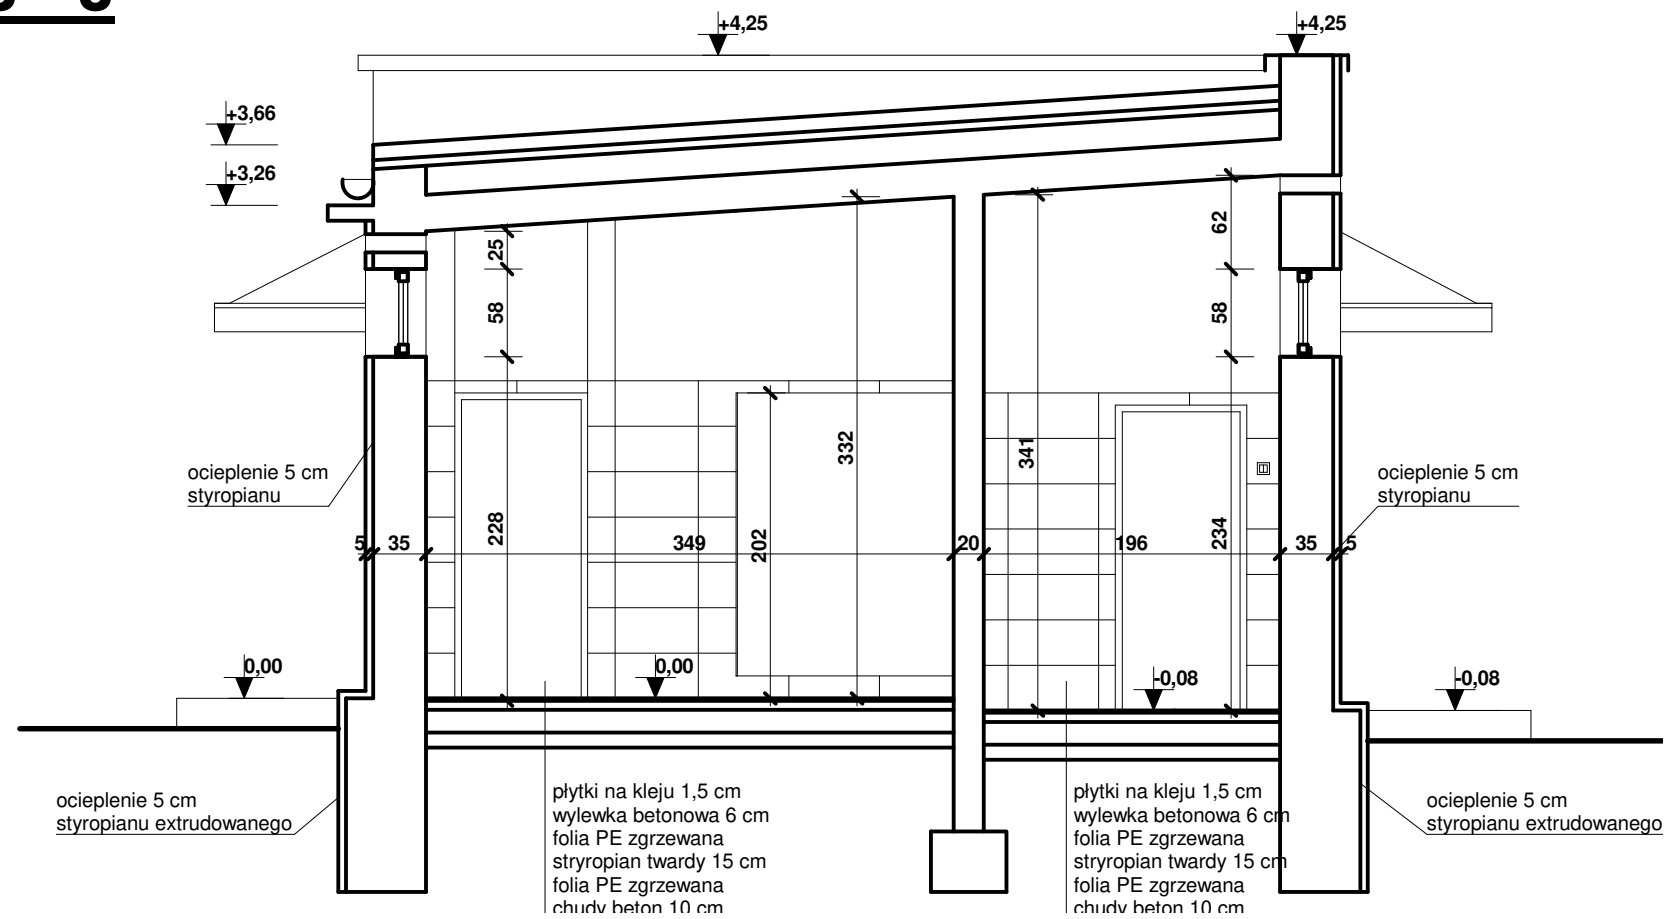 +4,25
+4,25
+3,66
+3,26
25
62
58
58
332
341
ocieplenie 5 cm
styropianu
ocieplenie 5 cm
styropianu
228
202
234
5 35 349 20 196 35 5
0,00
0,00
-0,08
-0,08
ocieplenie 5 cm
styropianu extrudowanego
płytki na kleju 1,5 cm
wylewka betonowa 6 cm
folia PE zgrzewana
stryropian twardy 15 cm
folia PE zgrzewana
chudy beton 10 cm
płytki na kleju 1,5 cm
wylewka betonowa 6 cm
folia PE zgrzewana
stryropian twardy 15 cm
folia PE zgrzewana
chudy beton 10 cm
ocieplenie 5 cm
styropianu extrudowanego